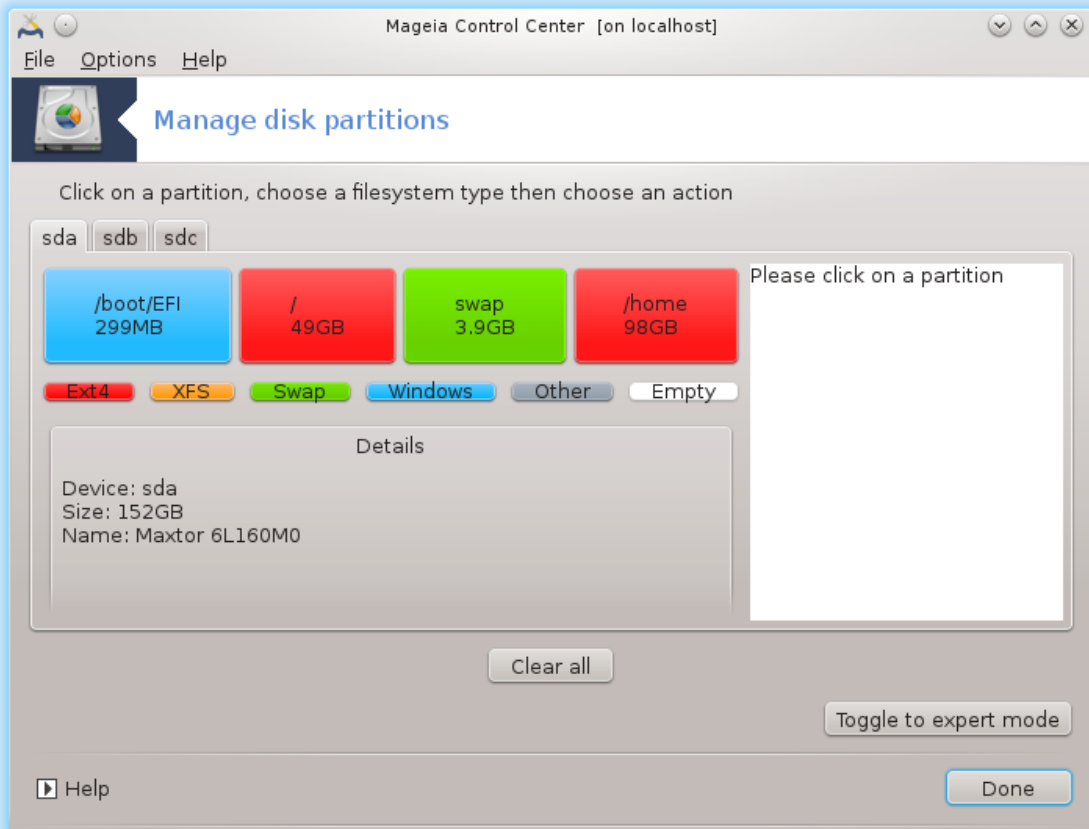 Mageia Control Center [on localhost]
File Options Help
Manage disk partitions
Click on a partition, choose a filesystem type then choose an action
sda sdb sdc
/boot/EFI
299MB
/
49GB
swap
3.9GB
/home
98GB
Please click on a partition
Ext4 XFS Swap Windows Other Empty
Details
Device: sda
Size: 152GB
Name: Maxtor 6L160M0
Clear all
Toggle to expert mode
Help
Done